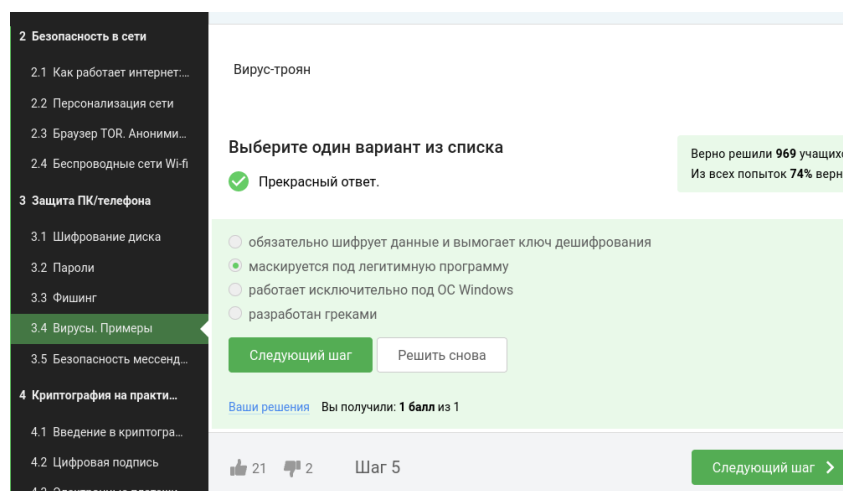 2 Безопасность в сети
2.1 Как работает интернет:...
2.2 Персонализация сети
2.3 Браузер TOR. Аноними...
2.4 Беспроводные сети Wi-fi
3 Защита ПК/телефона
3.1 Шифрование диска
3.2 Пароли
3.3 Фишинг
3.4 Вирусы. Примеры
3.5 Безопасность мессенд...
4 Криптография на практи...
4.1 Введение в криптогра...
4.2 Цифровая подпись
Вирус-троян
Выберите один вариант из списка
Прекрасный ответ.
Верно решили 969 учащихс
Из всех попыток 74% верн
обязательно шифрует данные и вымогает ключ дешифрования
маскируется под легитимную программу
работает исключительно под ОС Windows
разработан греками
Следующий шаг
Решить снова
Ваши решения Вы получили: 1 балл из 1
21 2 Шаг 5
Следующий шаг